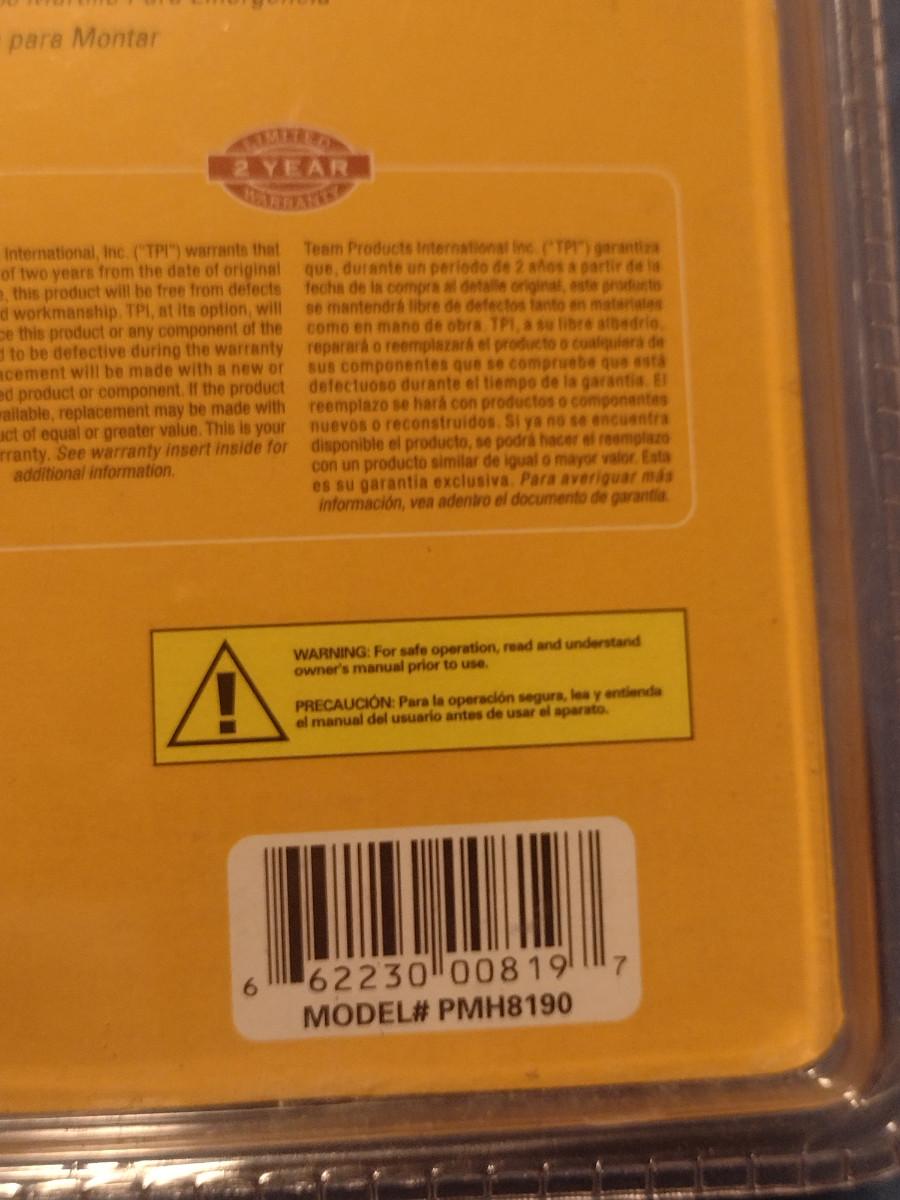 para Montar
LIMITED
2 YEAR
WARRANTY
International, Inc. ("TPI") warrants that
of two years from the date of original
, this product will be free from defects
workmanship. TPI, at its option, will
this product or any component of the
to be defective during the warranty
will be made with a new or
product or component. If the product
replacement may be made with
of equal or greater value. This is your
See warranty insert inside for
additional information.
Team Products International Inc. ("TPI") garantiza
que, durante un período de 2 años a partir de la
fecha de la compra al detalle original, este producto
se mantendrá libre de defectos tanto en materiales
como en mano de obra. TPI, a su libre albedrío,
reparará o reemplazará el producto o cualquiera de
sus componentes que se compruebe que está
defectuoso durante el tiempo de la garantía. El
reemplazo se hará con productos o componentes
nuevos o reconstruidos. Si ya no se encuentra
disponible el producto, se podrá hacer el reemplazo
con un producto similar de igual o mayor valor. Esta
es su garantía exclusiva. Para averiguar más
información, vea adentro el documento de garantía.
WARNING: For safe operation, read and understand
owner's manual prior to use.
PRECAUCIÓN: Para la operación segura, lea y entienda
el manual del usuario antes de usar el aparato.
6 62230 00819 7
MODEL# PMH8190